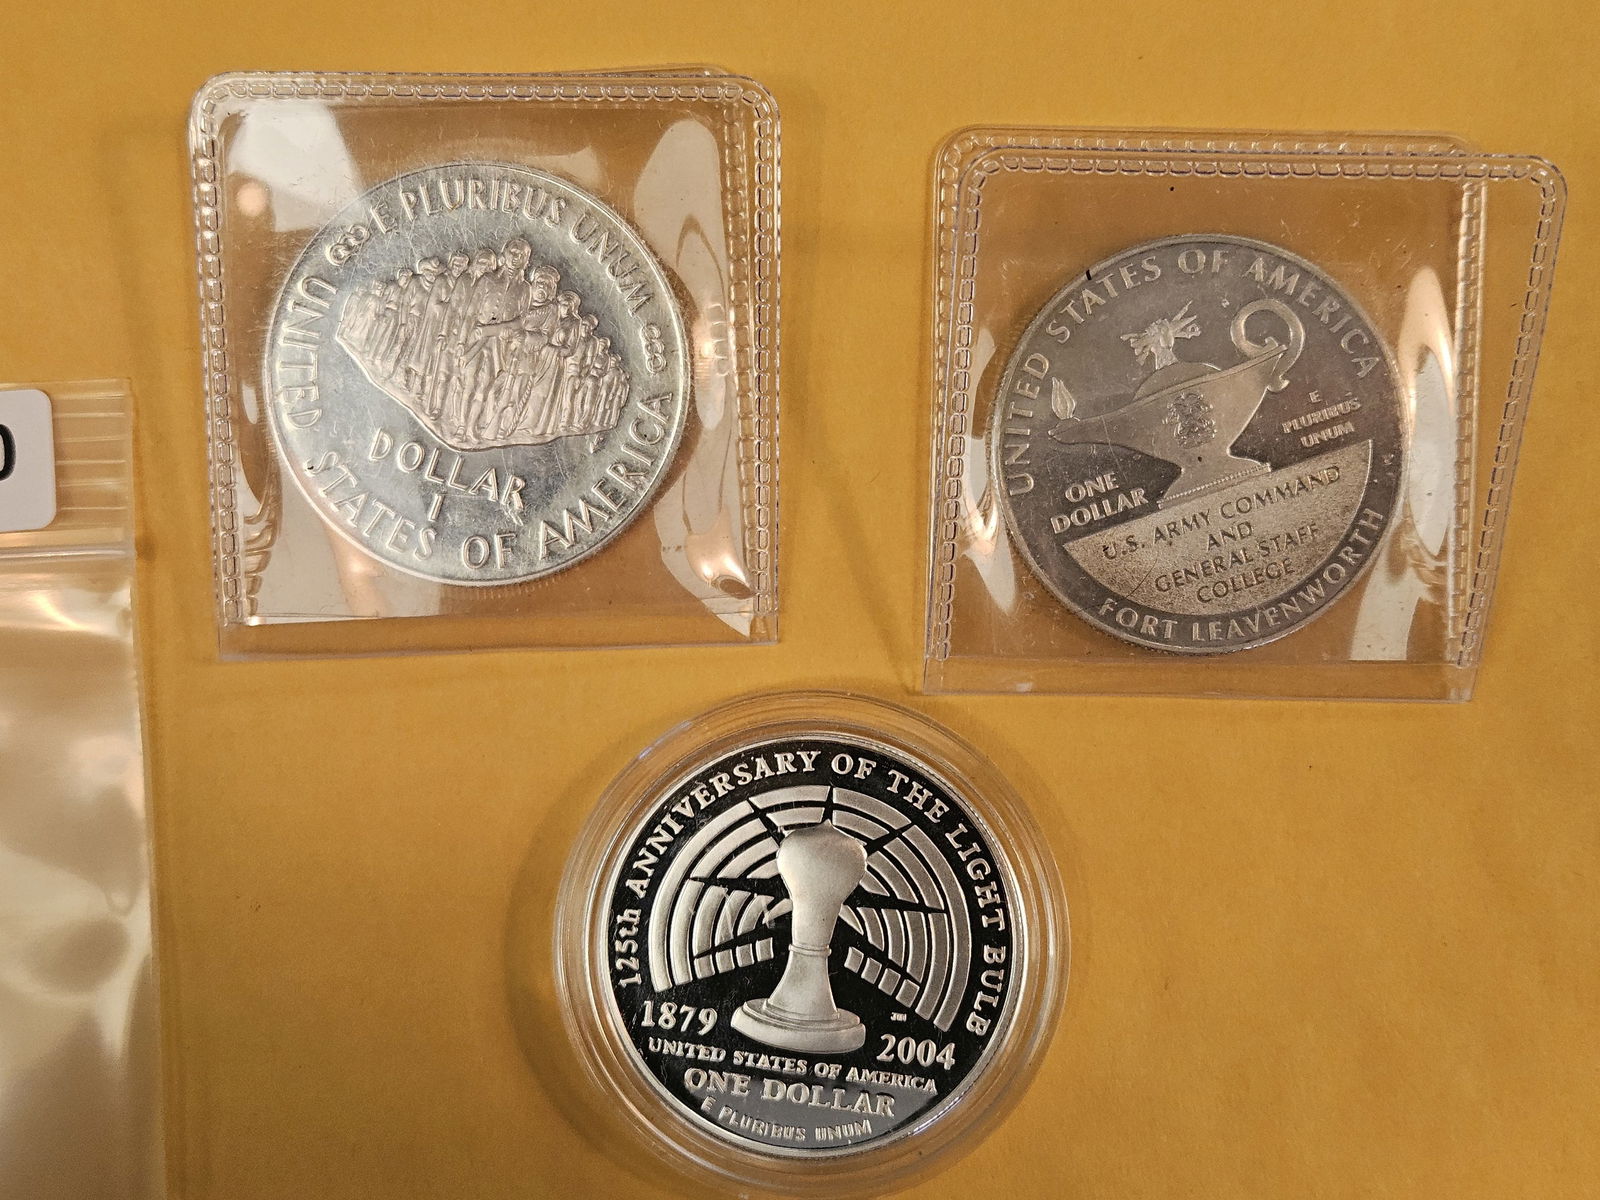 E PLURIBUS UNUM
DOLLAR
1
UNITED STATES OF AMERICA
UNITED STATES OF AMERICA
E
PLURIBUS
UNUM
ONE
DOLLAR
U.S. ARMY COMMAND
AND
GENERAL STAFF
COLLEGE
FORT LEAVENWORTH
0
125th ANNIVERSARY OF THE LIGHT BULB
1879
2004
UNITED STATES OF AMERICA
ONE DOLLAR
E PLURIBUS UNUM